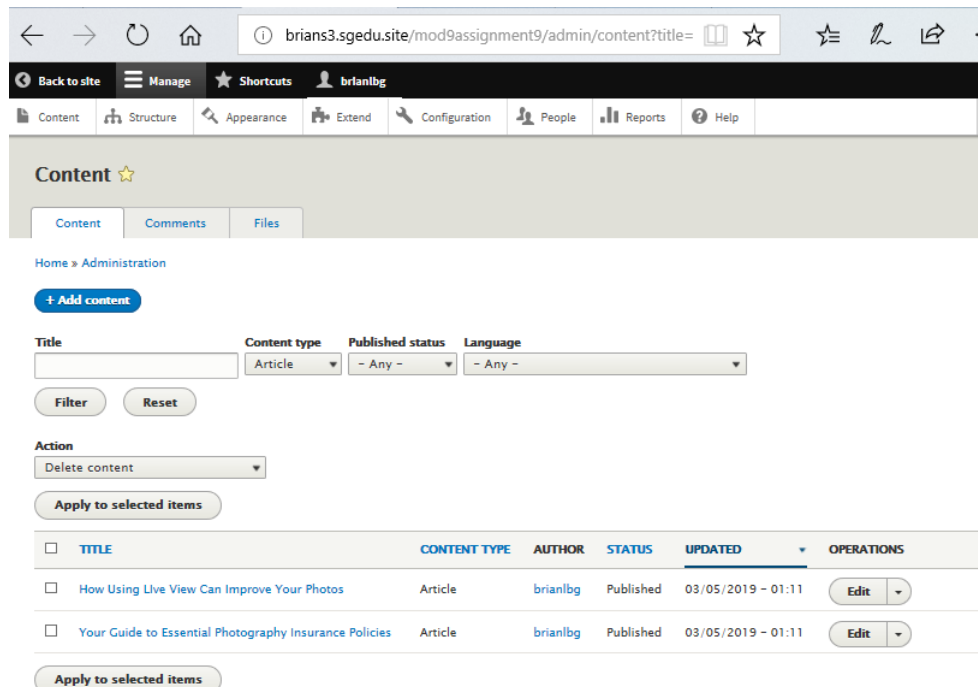 brians3.sgedu.site/mod9assignment9/admin/content?title=
Back to site Manage Shortcuts brianlbg
Content Structure Appearance Extend Configuration People Reports Help
Content
Content Comments Files
Home » Administration
+ Add content
Title Content type Published status Language
Article - Any - - Any -
Filter Reset
Action
Delete content
Apply to selected items
TITLE CONTENT TYPE AUTHOR STATUS UPDATED OPERATIONS
How Using LIve View Can Improve Your Photos Article brianlbg Published 03/05/2019 - 01:11 Edit
Your Guide to Essential Photography Insurance Policies Article brianlbg Published 03/05/2019 - 01:11 Edit
Apply to selected items